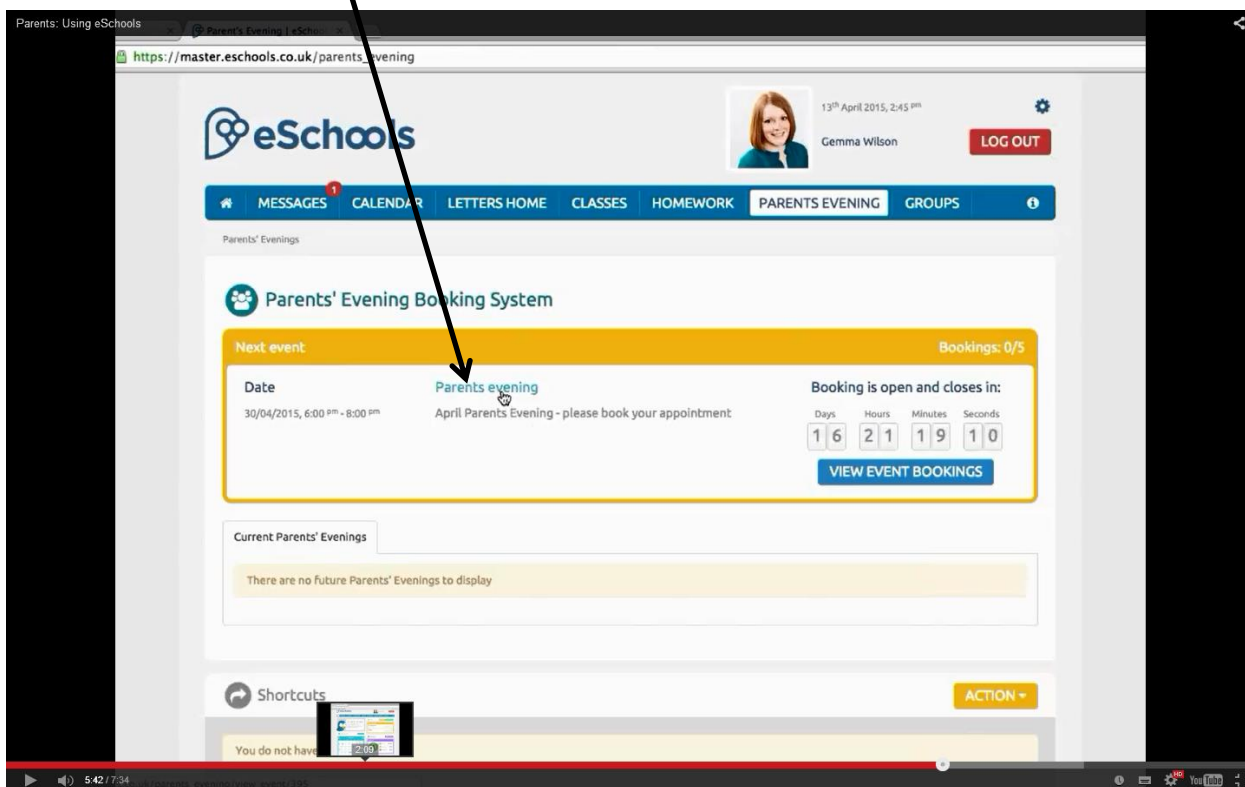 Parents: Using eSchools
Parent's Evening | eSchoo
https://master.eschools.co.uk/parents_evening
eSchools
13th April 2015, 2:45 pm
Gemma Wilson
LOG OUT
1
MESSAGES CALENDAR LETTERS HOME CLASSES HOMEWORK PARENTS EVENING GROUPS
Parents' Evenings
Parents' Evening Booking System
Next event Bookings: 0/5
Date Parents evening Booking is open and closes in:
30/04/2015, 6:00 pm - 8:00 pm April Parents Evening - please book your appointment
Days Hours Minutes Seconds
16 21 19 10
VIEW EVENT BOOKINGS
Current Parents' Evenings
There are no future Parents' Evenings to display
Shortcuts ACTION
You do not have
2:09
5:42 / 7:34
HD
YouTube